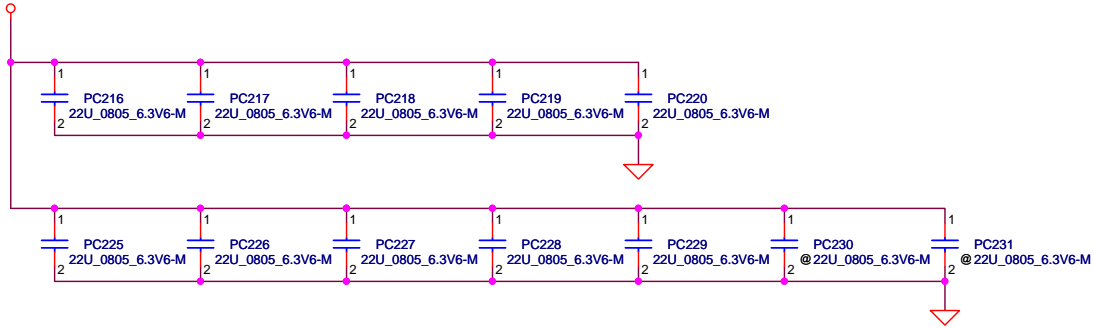 1 1 1 1 1
PC216 PC217 PC218 PC219 PC220
22U_0805_6.3V6-M 22U_0805_6.3V6-M 22U_0805_6.3V6-M 22U_0805_6.3V6-M 22U_0805_6.3V6-M
2 2 2 2 2
1 1 1 1 1 1 1
PC225 PC226 PC227 PC228 PC229 PC230 PC231
22U_0805_6.3V6-M 22U_0805_6.3V6-M 22U_0805_6.3V6-M 22U_0805_6.3V6-M 22U_0805_6.3V6-M @22U_0805_6.3V6-M @22U_0805_6.3V6-M
2 2 2 2 2 2 2